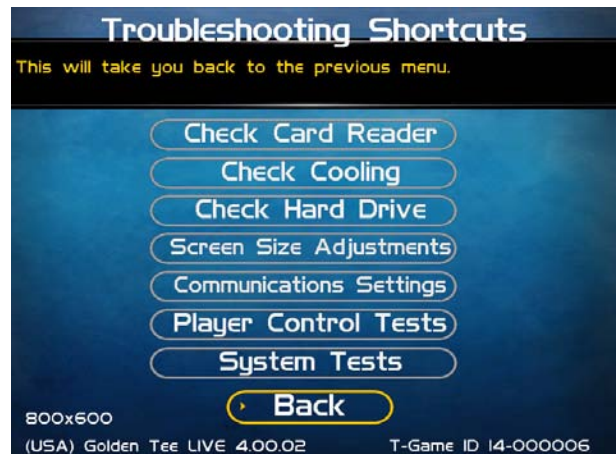 Troubleshooting Shortcuts
This will take you back to the previous menu.
Check Card Reader
Check Cooling
Check Hard Drive
Screen Size Adjustments
Communications Settings
Player Control Tests
System Tests
Back
800x600
(USA) Golden Tee LIVE 4.00.02 T-Game ID 14-000006